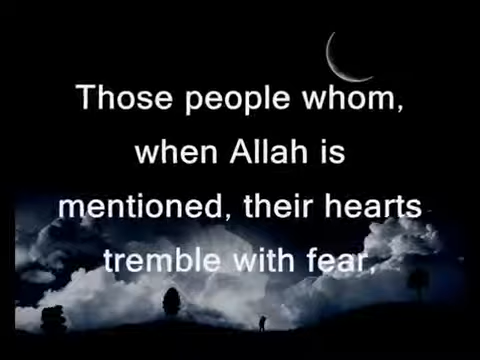 Those people whom,
when Allah is
mentioned, their hearts
tremble with fear,